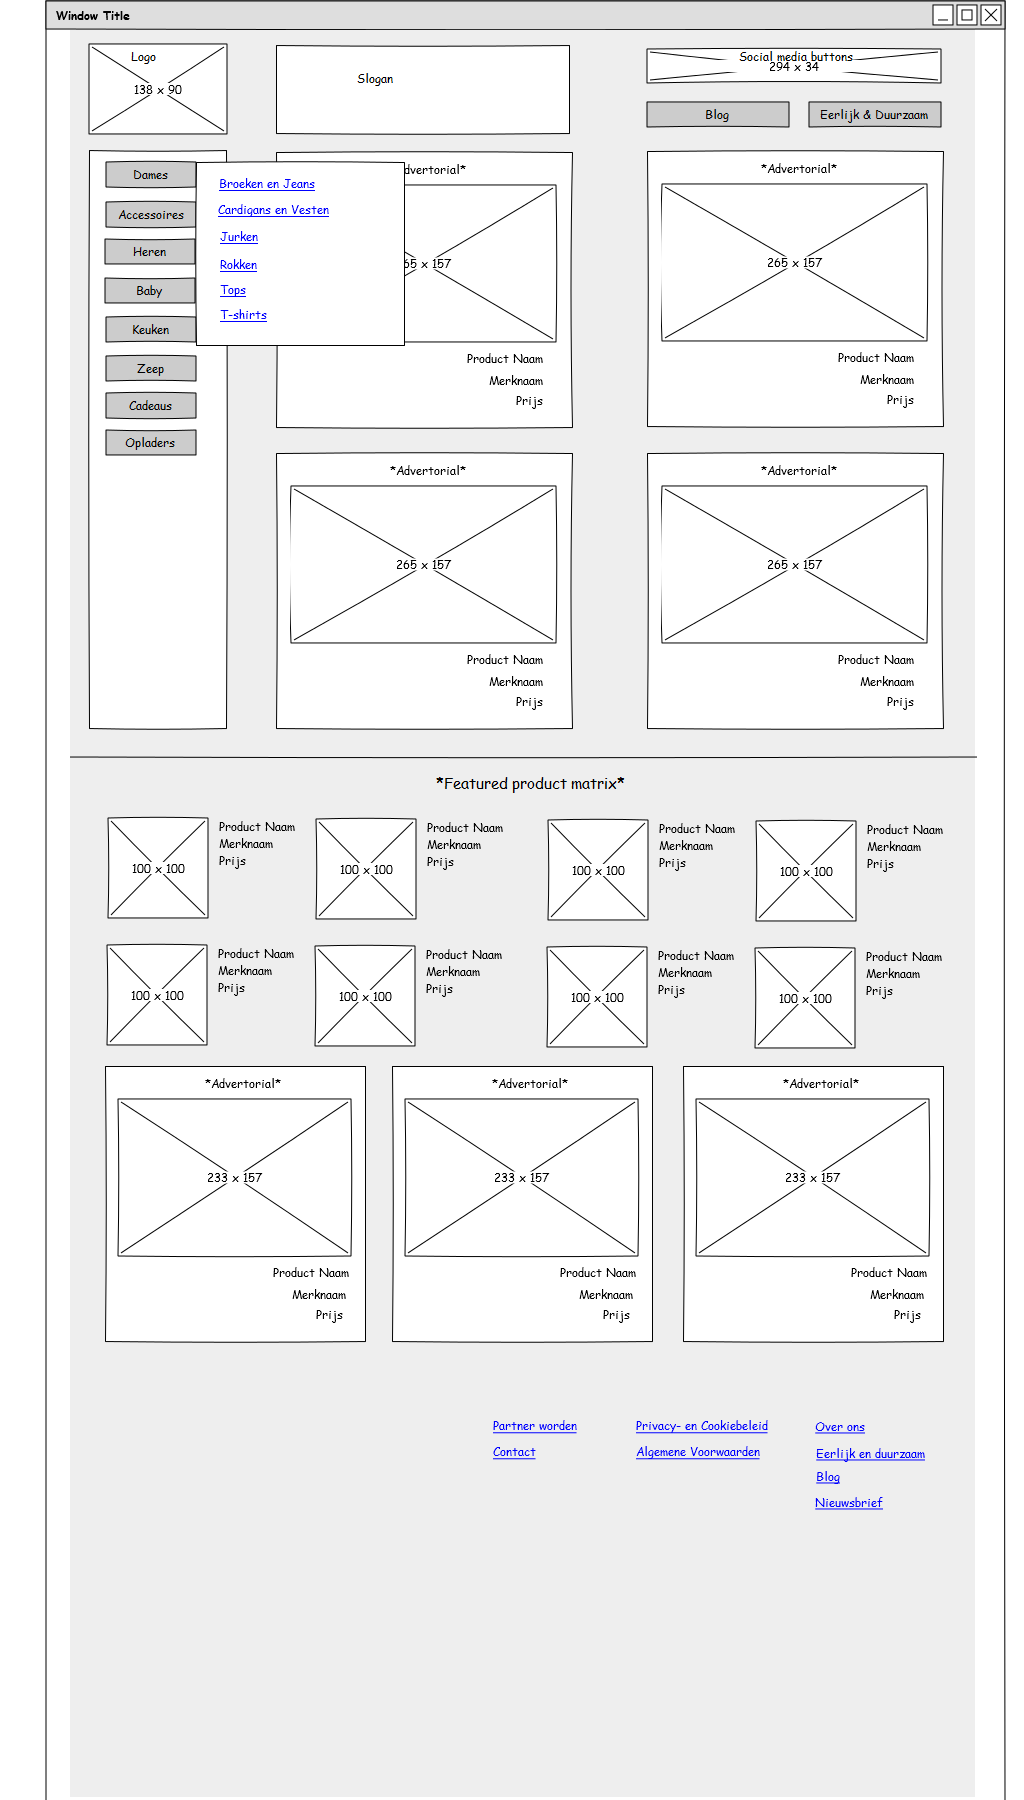 Window Title
Logo
138 x 90
Slogan
Social media buttons
294 x 34
Blog
Eerlijk & Duurzaam
Dames
Accessoires
Heren
Baby
Keuken
Zeep
Cadeaus
Opladers
Broeken en Jeans
Cardigans en Vesten
Jurken
Rokken
Tops
T-shirts
dvertorial*
65 x 157
Product Naam
Merknaam
Prijs
*Advertorial*
265 x 157
Product Naam
Merknaam
Prijs
*Advertorial*
265 x 157
Product Naam
Merknaam
Prijs
*Advertorial*
265 x 157
Product Naam
Merknaam
Prijs
*Featured product matrix*
100 x 100
Product Naam
Merknaam
Prijs
100 x 100
Product Naam
Merknaam
Prijs
100 x 100
Product Naam
Merknaam
Prijs
100 x 100
Product Naam
Merknaam
Prijs
100 x 100
Product Naam
Merknaam
Prijs
100 x 100
Product Naam
Merknaam
Prijs
100 x 100
Product Naam
Merknaam
Prijs
100 x 100
Product Naam
Merknaam
Prijs
*Advertorial*
233 x 157
Product Naam
Merknaam
Prijs
*Advertorial*
233 x 157
Product Naam
Merknaam
Prijs
*Advertorial*
233 x 157
Product Naam
Merknaam
Prijs
Partner worden
Contact
Privacy- en Cookiebeleid
Algemene Voorwaarden
Over ons
Eerlijk en duurzaam
Blog
Nieuwsbrief